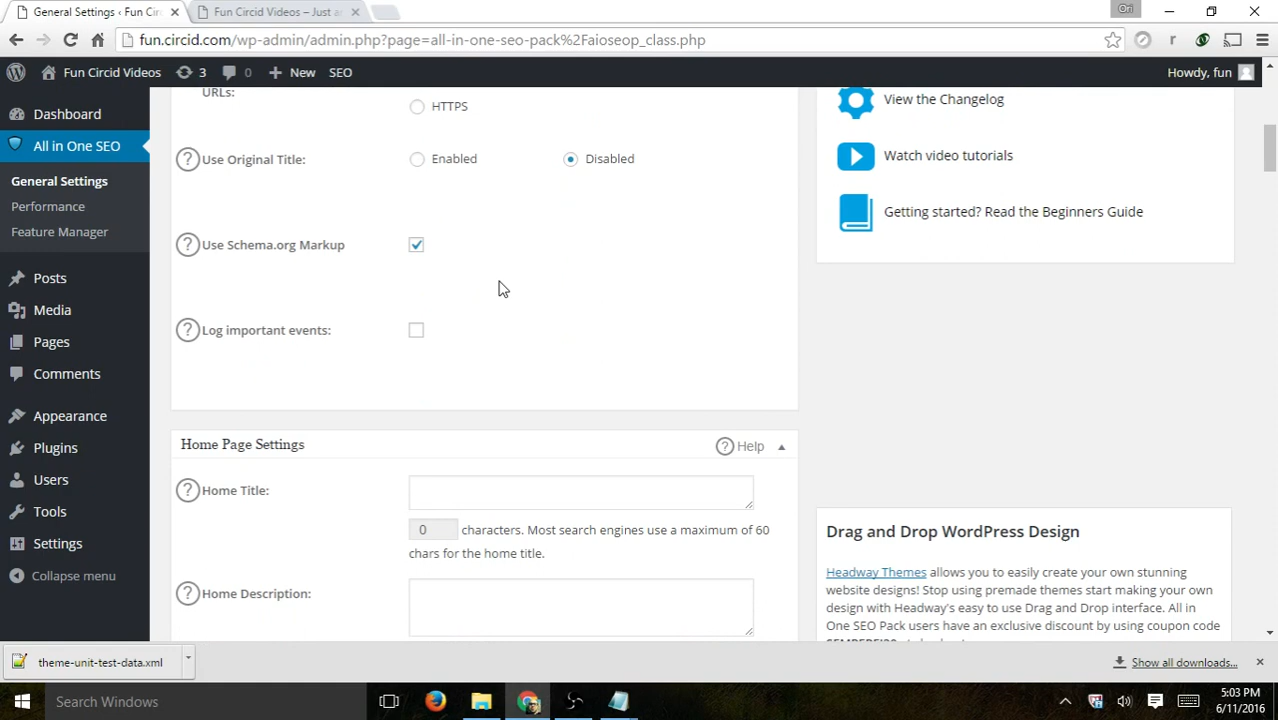 General Settings ‹ Fun Cir
Fun Circid Videos – Just a
Ori
fun.circid.com/wp-admin/admin.php?page=all-in-one-seo-pack%2Faioseop_class.php
Fun Circid Videos
3
0
New
SEO
Howdy, fun
Dashboard
All in One SEO
General Settings
Performance
Feature Manager
Posts
Media
Pages
Comments
Appearance
Plugins
Users
Tools
Settings
Collapse menu
URLs:
HTTPS
Use Original Title:
Enabled
Disabled
Use Schema.org Markup
Log important events:
Home Page Settings
Help
Home Title:
0 characters. Most search engines use a maximum of 60
chars for the home title.
Home Description:
View the Changelog
Watch video tutorials
Getting started? Read the Beginners Guide
Drag and Drop WordPress Design
Headway Themes allows you to easily create your own stunning
website designs! Stop using premade themes start making your own
design with Headway's easy to use Drag and Drop interface. All in
One SEO Pack users have an exclusive discount by using coupon code
theme-unit-test-data.xml
Show all downloads...
Search Windows
5:03 PM
6/11/2016